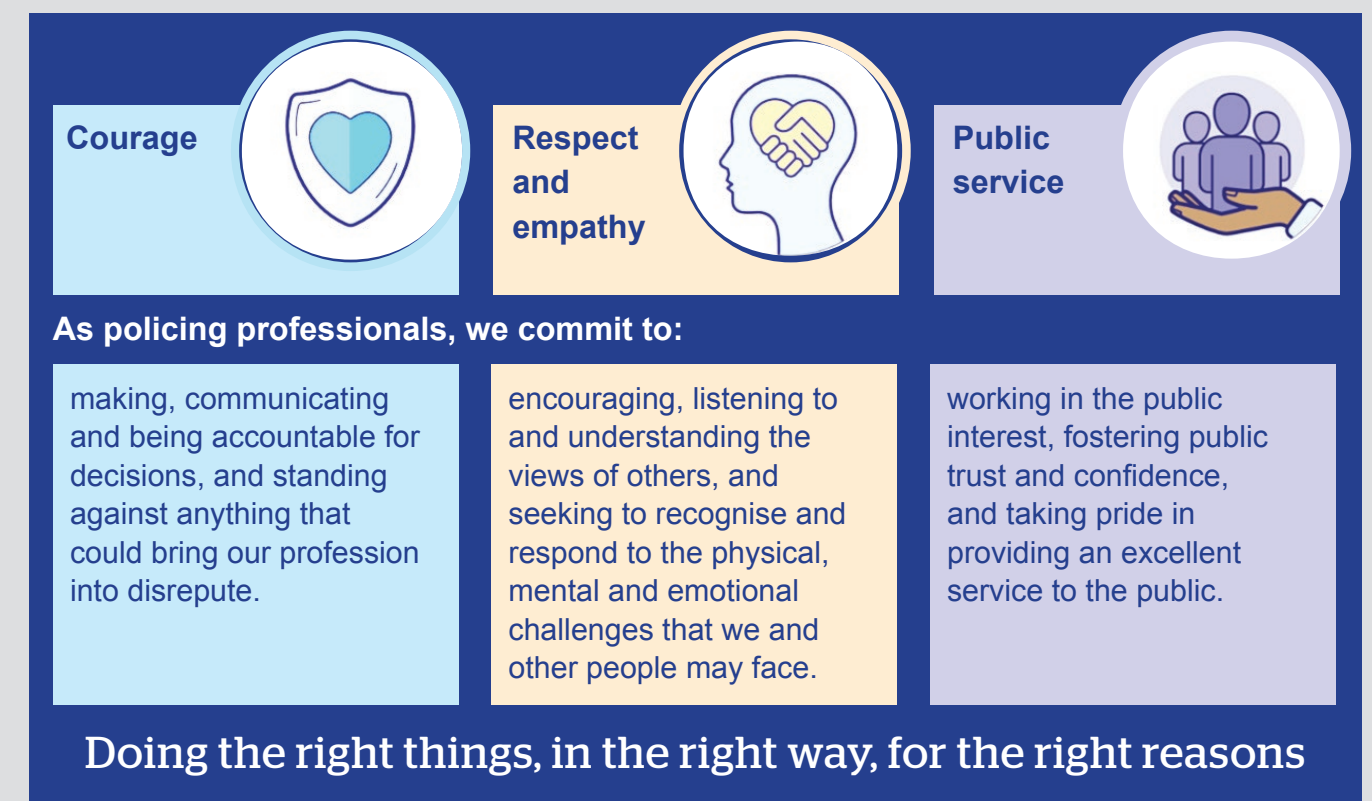 Courage
Respect
and
empathy
Public
service
As policing professionals, we commit to:
making, communicating
and being accountable for
decisions, and standing
against anything that
could bring our profession
into disrepute.
encouraging, listening to
and understanding the
views of others, and
seeking to recognise and
respond to the physical,
mental and emotional
challenges that we and
other people may face.
working in the public
interest, fostering public
trust and confidence,
and taking pride in
providing an excellent
service to the public.
Doing the right things, in the right way, for the right reasons